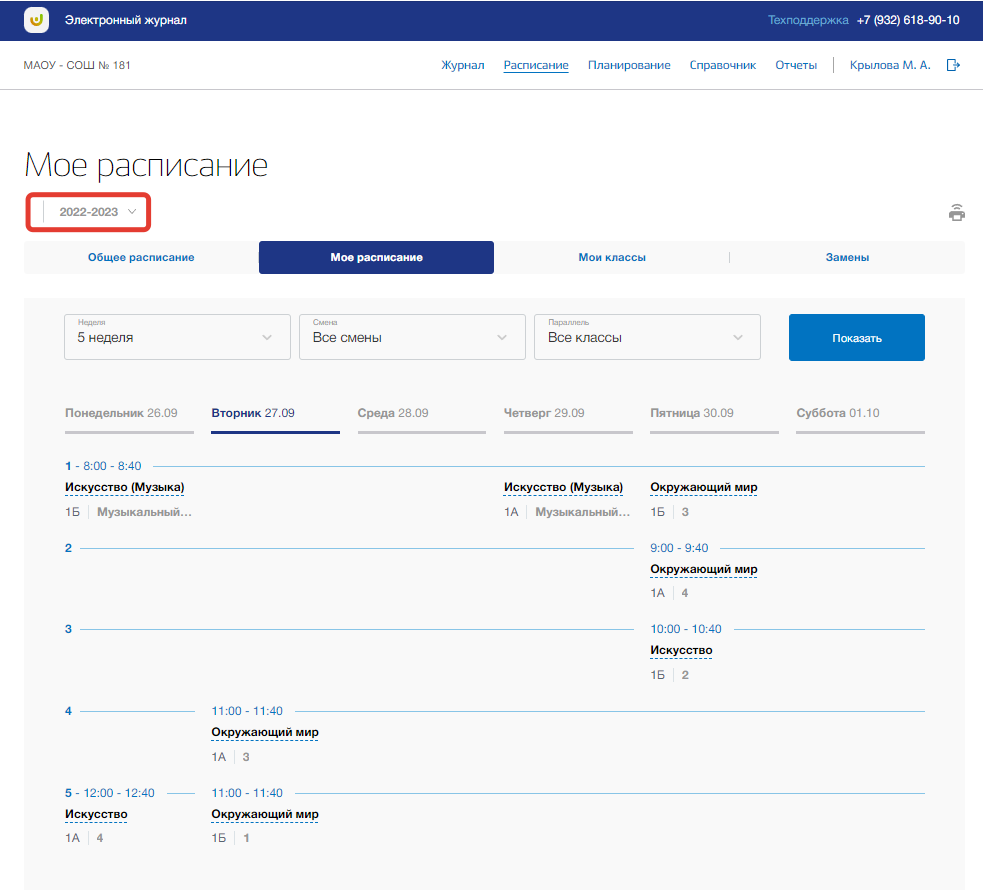 Электронный журнал
Техподдержка +7 (932) 618-90-10
МАОУ - СОШ № 181
Журнал Расписание Планирование Справочник Отчеты Крылова М. А.
Мое расписание
2022-2023
Общее расписание Мое расписание Мои классы Замены
Неделя Смена Параллель
5 неделя Все смены Все классы Показать
Понедельник 26.09 Вторник 27.09 Среда 28.09 Четверг 29.09 Пятница 30.09 Суббота 01.10
1 - 8:00 - 8:40
Искусство (Музыка) Искусство (Музыка) Окружающий мир
1Б Музыкальный... 1А Музыкальный... 1Б 3
2 9:00 - 9:40
Окружающий мир
1А 4
3 10:00 - 10:40
Искусство
1Б 2
4 11:00 - 11:40
Окружающий мир
1А 3
5 - 12:00 - 12:40 11:00 - 11:40
Искусство Окружающий мир
1А 4 1Б 1